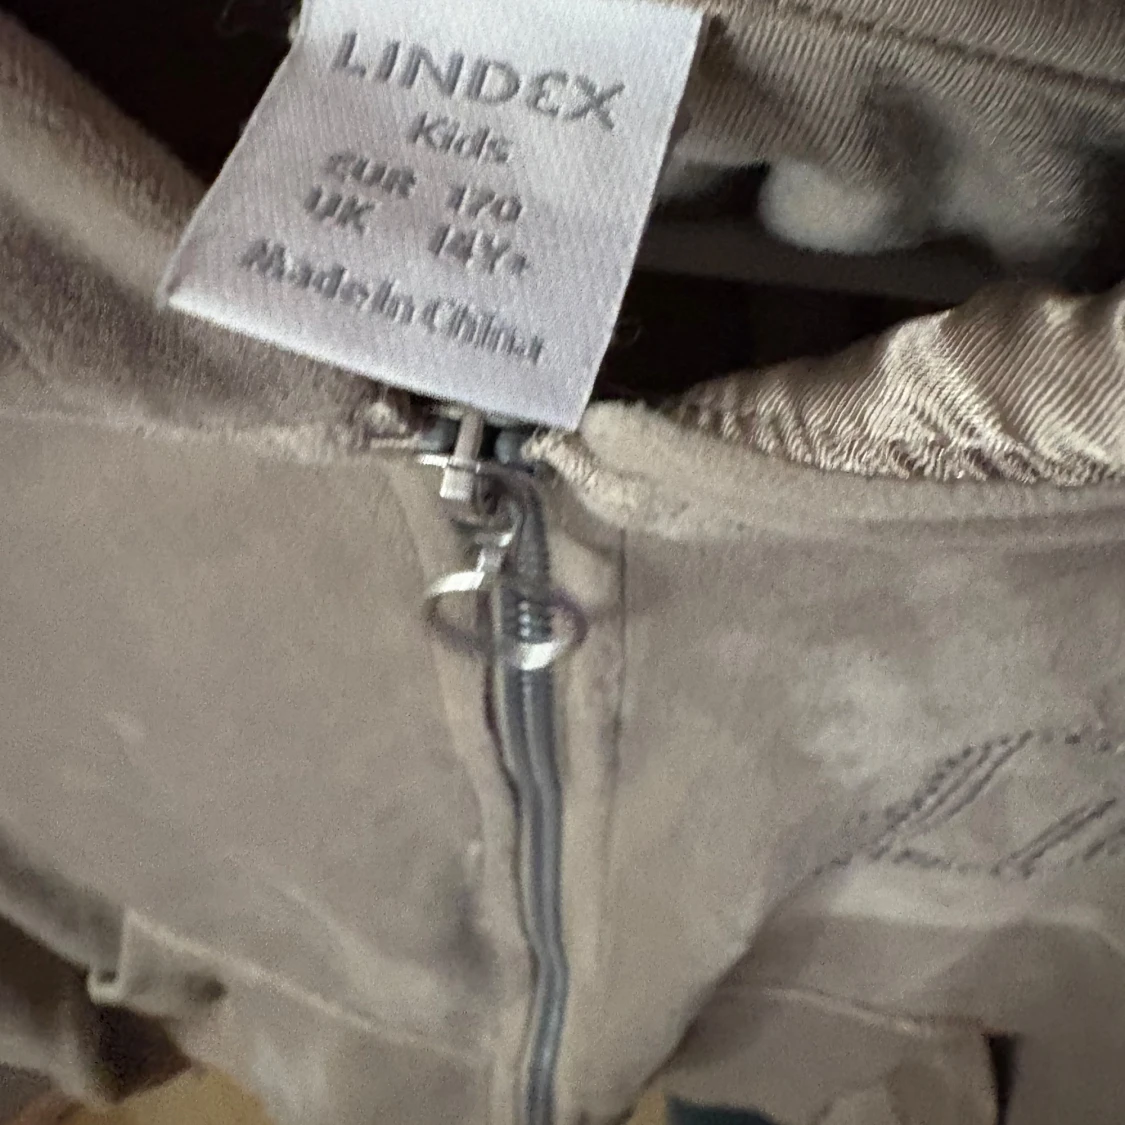 LINDEX
Kids
EUR 170
UK 14Y+
Made in China